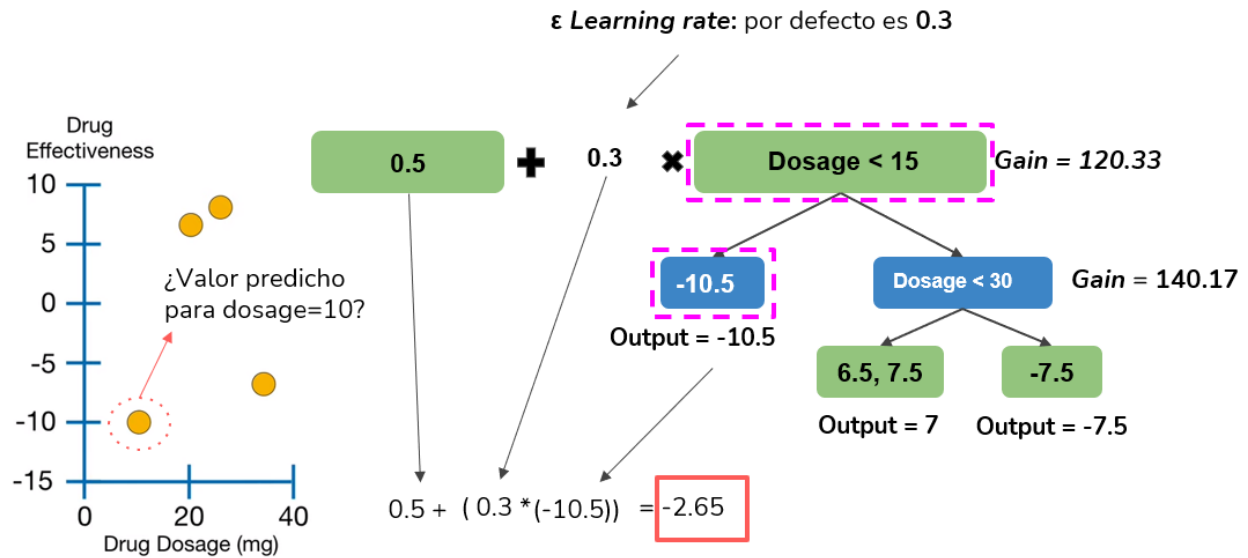 ε Learning rate: por defecto es 0.3
Drug
Effectiveness
10
5
0
-5
-10
-15
0
20
40
Drug Dosage (mg)
¿Valor predicho
para dosage=10?
0.5
+
0.3
×
Dosage < 15
Gain = 120.33
-10.5
Output = -10.5
Dosage < 30
Gain = 140.17
6.5, 7.5
Output = 7
-7.5
Output = -7.5
0.5 + ( 0.3 * (-10.5)) = -2.65